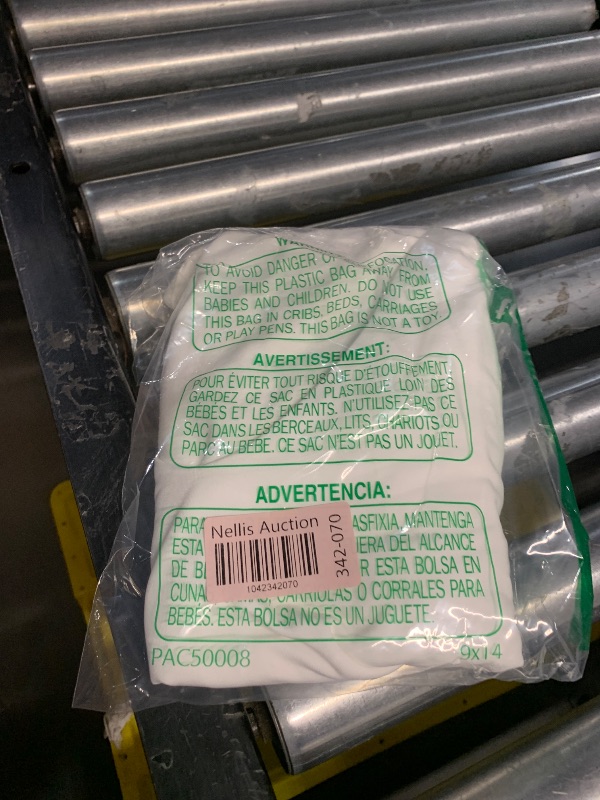 TO AVOID DANGER OF
KEEP THIS PLASTIC BAG AWAY FROM
BABIES AND CHILDREN. DO NOT USE
THIS BAG IN CRIBS, BEDS, CARRIAGES
OR PLAY PENS. THIS BAG IS NOT A TOY.
AVERTISSEMENT:
POUR ÉVITER TOUT RISQUE D'ÉTOUFFEMENT,
GARDEZ CE SAC EN PLASTIQUE LOIN DES
BÉBÉS ET LES ENFANTS. N'UTILISEZ PAS CE
SAC DANS LES BERCEAUX, LITS, CHARIOTS OU
PARC AU BEBE. CE SAC N'EST PAS UN JOUET.
ADVERTENCIA:
PARA ASFIXIA, MANTENGA
ESTA DEL ALCANCE
DE ESTA BOLSA EN
CUNA O CORRALES PARA
BEBÉS. ESTA BOLSA NO ES UN JUGUETE.
Nellis Auction
342-070
1042342070
PAC50008
9x14